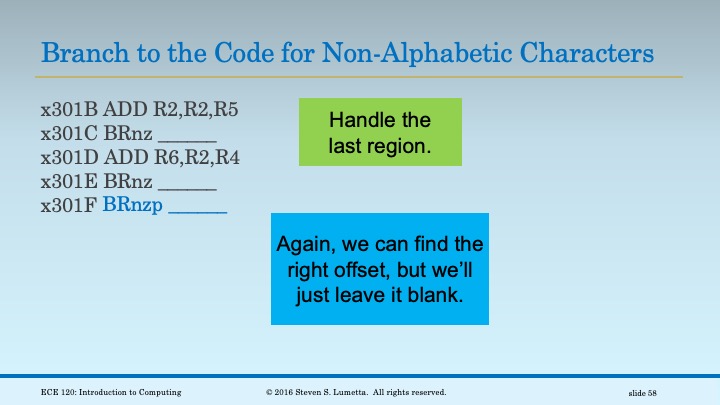 Branch to the Code for Non-Alphabetic Characters
x301B ADD R2,R2,R5
x301C BRnz ______
x301D ADD R6,R2,R4
x301E BRnz ______
x301F BRnzp ______
Handle the
last region.
Again, we can find the
right offset, but we’ll
just leave it blank.
ECE 120: Introduction to Computing
© 2016 Steven S. Lumetta. All rights reserved.
slide 58